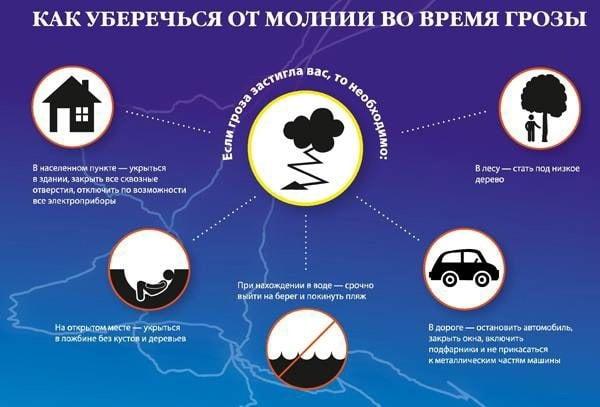 КАК УБЕРЕЧЬСЯ ОТ МОЛНИИ ВО ВРЕМЯ ГРОЗЫ
Если гроза застигла вас, то необходимо:
В населенном пункте — укрыться
в здании, закрыть все сквозные
отверстия, отключить по возможности
все электроприборы
В лесу — стать под низкое
дерево
На открытом месте — укрыться
в ложбине без кустов и деревьев
При нахождении в воде — срочно
выйти на берег и покинуть пляж
В дороге — остановить автомобиль,
закрыть окна, включить
подфарники и не прикасаться
к металлическим частям машины